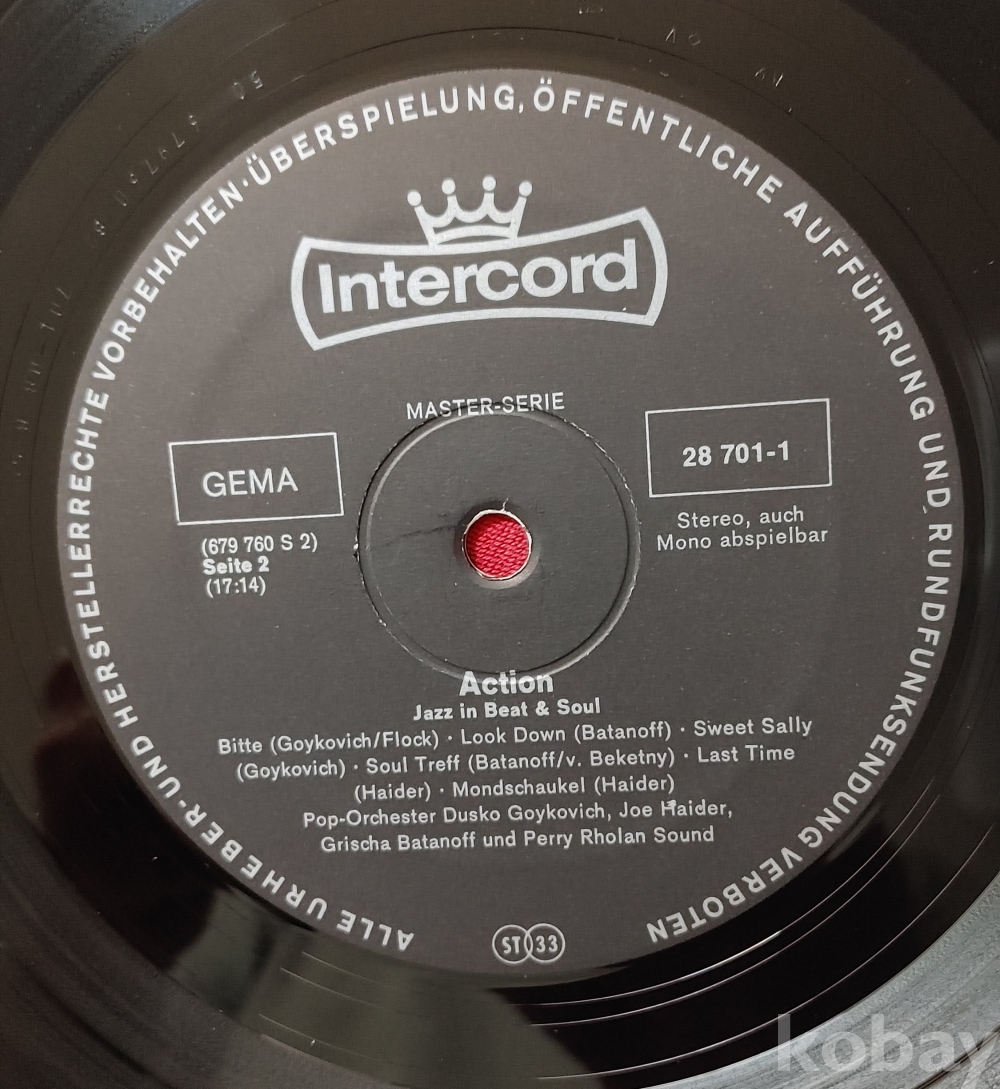 ALLE URHEBER- UND HERSTELLERRECHTE VORBEHALTEN · ÜBERSPIELUNG, ÖFFENTLICHE AUFFÜHRUNG UND RUNDFUNKSENDUNG VERBOTEN
Intercord
MASTER-SERIE
GEMA
28 701-1
(679 760 S 2)
Seite 2
(17:14)
Stereo, auch
Mono abspielbar
Action
Jazz in Beat & Soul
Bitte (Goykovich/Flock) · Look Down (Batanoff) · Sweet Sally
(Goykovich) · Soul Treff (Batanoff/v. Beketny) · Last Time
(Haider) · Mondschaukel (Haider)
Pop-Orchester Dusko Goykovich, Joe Haider,
Grischa Batanoff und Perry Rholan Sound
ST 33
kobay